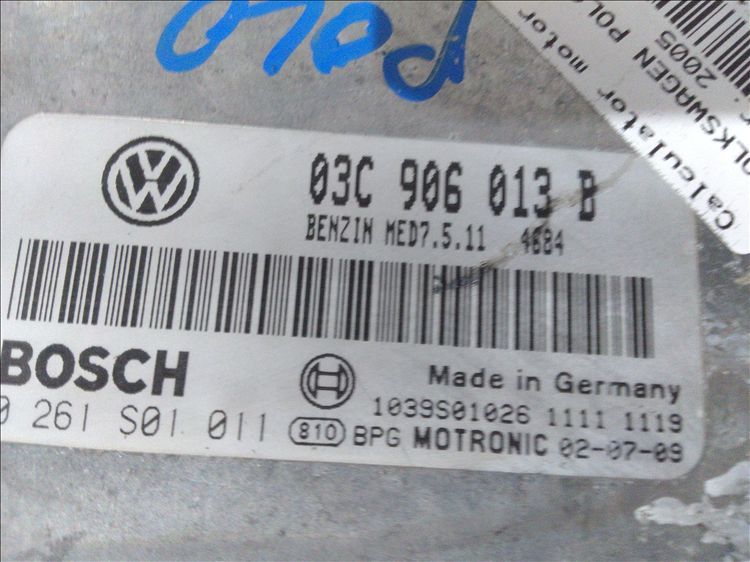 POLO
Calculator motor
VOLKSWAGEN POL
2005
03C 906 013 B
BENZIN MED7.5.11 4684
BOSCH
Made in Germany
0 261 S01 011
1039S01026 1111 1119
810 BPG MOTRONIC 02-07-09